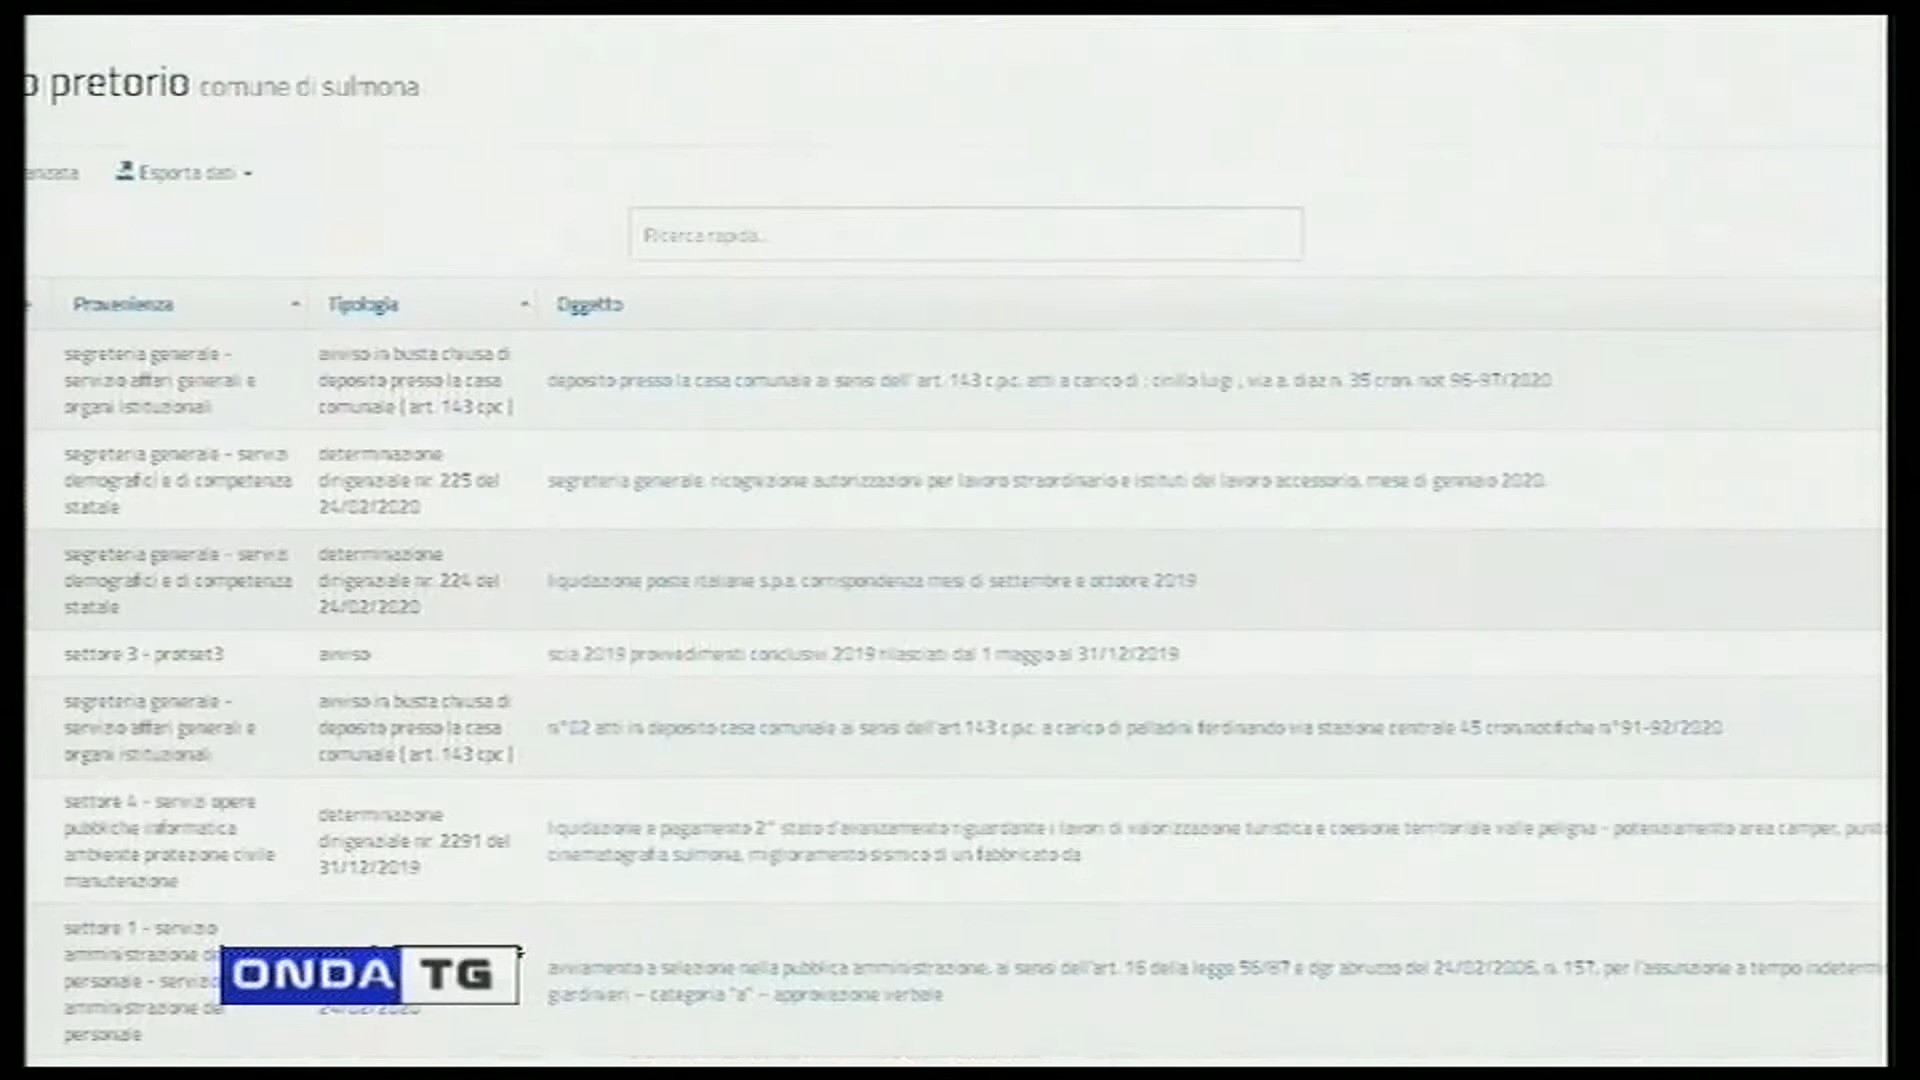 o pretorio comune di sulmona
anzata Esporta dati
Ricerca rapida...
Provenienza Tipologia Oggetto
segreteria generale -
servizio affari generali e
organi istituzionali
avviso in busta chiusa di
deposito presso la casa
comunale ( art. 143 cpc )
deposito presso la casa comunale ai sensi dell' art. 143 c.p.c. atti a carico di : cirillo luigi , via a. diaz n. 35 cron. not 96-97/2020
segreteria generale - servizi
demografici e di competenza
statale
determinazione
dirigenziale nr. 225 del
24/02/2020
segreteria generale. ricognizione autorizzazioni per lavoro straordinario e istituti del lavoro accessorio, mese di gennaio 2020.
segreteria generale - servizi
demografici e di competenza
statale
determinazione
dirigenziale nr. 224 del
24/02/2020
liquidazione poste italiane s.p.a. corrispondenza mesi di settembre e ottobre 2019
settore 3 - protset3
avviso
scia 2019 provvedimenti conclusivi 2019 rilasciati dal 1 maggio al 31/12/2019
segreteria generale -
servizio affari generali e
organi istituzionali
avviso in busta chiusa di
deposito presso la casa
comunale ( art. 143 cpc )
n°02 atti in deposito casa comunale ai sensi dell'art.143 c.p.c. a carico di palladini ferdinando via stazione centrale 45 cron.notifiche n°91-92/2020
settore 4 - servizi opere
pubbliche informatica
ambiente protezione civile
manutenzione
determinazione
dirigenziale nr. 2291 del
31/12/2019
liquidazione e pagamento 2° stato d'avanzamento riguardante i lavori di valorizzazione turistica e coesione territoriale valle peligna - potenziamento area camper, punt
cinematografia sulmona, miglioramento sismico di un fabbricato da
settore 1 - servizio
amministrazione de
personale - servizio
amministrazione del
personale
24/02/2020
avviamento a selezione nella pubblica amministrazione, ai sensi dell'art. 16 della legge 56/87 e dgr abruzzo del 24/02/2006, n. 157, per l'assunzione a tempo indetermi
giardinieri – categoria "a" – approvazione verbale
ONDA TG